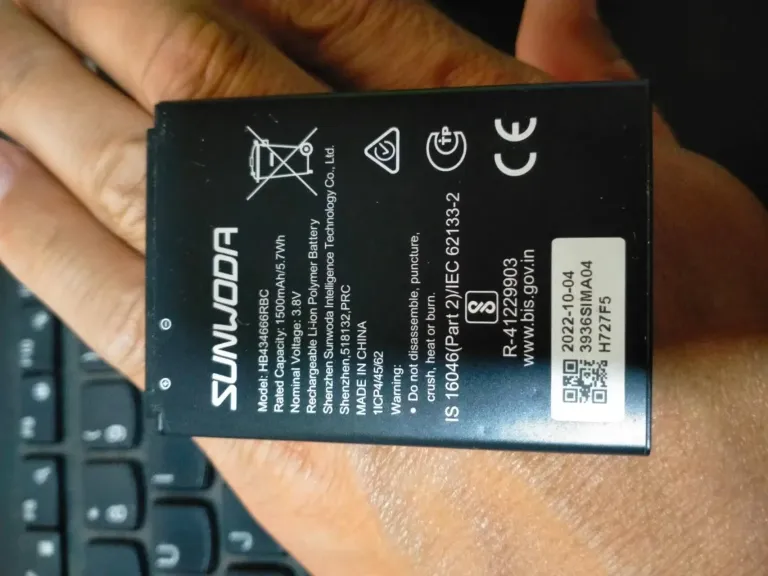 SUNWODA
Model: HB434666RBC
Rated Capacity: 1500mAh/5.7Wh
Nominal Voltage: 3.8V
Rechargeable Li-ion Polymer Battery
Shenzhen Sunwoda Intelligence Technology Co., Ltd.
Shenzhen,518132,PRC
MADE IN CHINA
1ICP4/4562
Warning:
• Do not disassemble, puncture,
crush, heat or burn.
IS 16046(Part 2)/IEC 62133-2
R-41229903
www.bis.gov.in
TP
CE
2022-10-04
3936SIMA04
H727F5